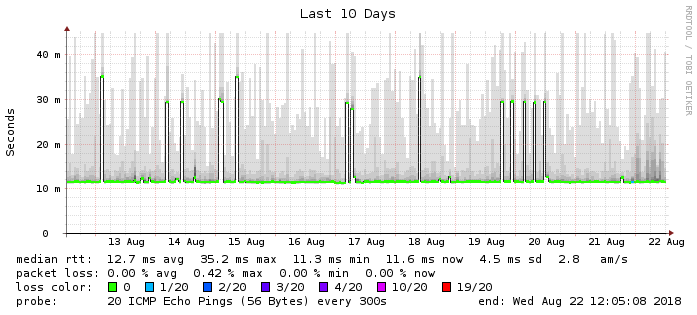 Last 10 Days
RRDTOOL / TOBI OETIKER
Seconds
40 m
30 m
20 m
10 m
0
13 Aug 14 Aug 15 Aug 16 Aug 17 Aug 18 Aug 19 Aug 20 Aug 21 Aug 22 Aug
median rtt: 12.7 ms avg 35.2 ms max 11.3 ms min 11.6 ms now 4.5 ms sd 2.8 am/s
packet loss: 0.00 % avg 0.42 % max 0.00 % min 0.00 % now
loss color: 0 1/20 2/20 3/20 4/20 10/20 19/20
probe: 20 ICMP Echo Pings (56 Bytes) every 300s end: Wed Aug 22 12:05:08 2018